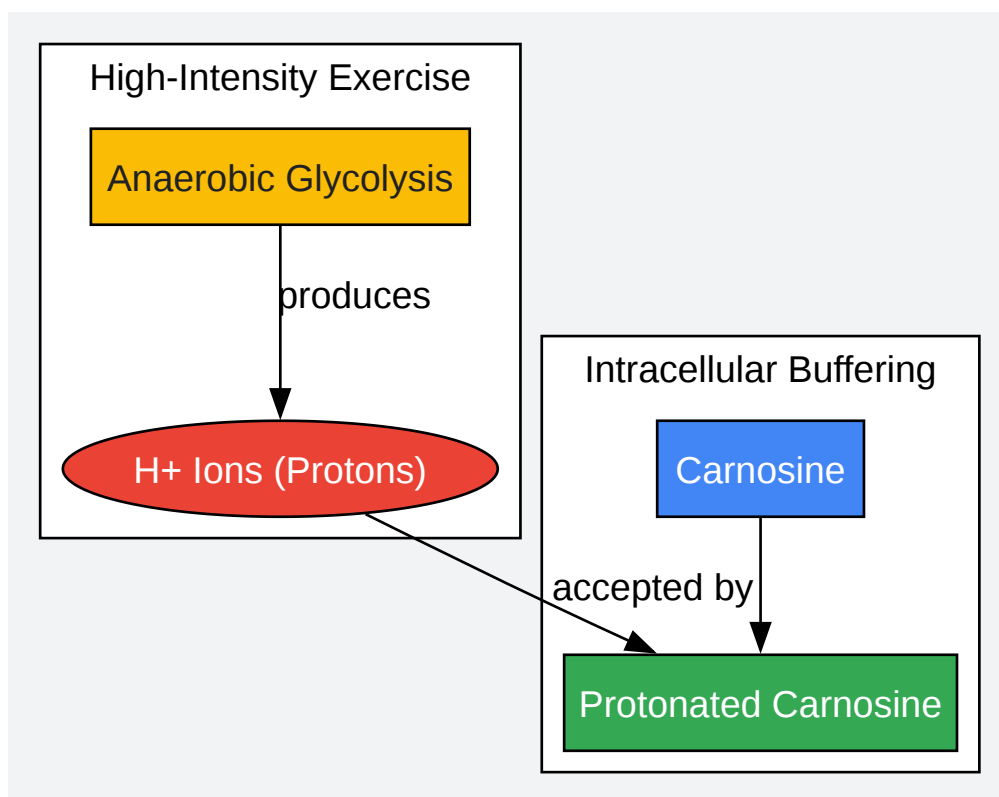 High-Intensity Exercise
Anaerobic Glycolysis
produces
H+ Ions (Protons)
Intracellular Buffering
Carnosine
accepted by
Protonated Carnosine